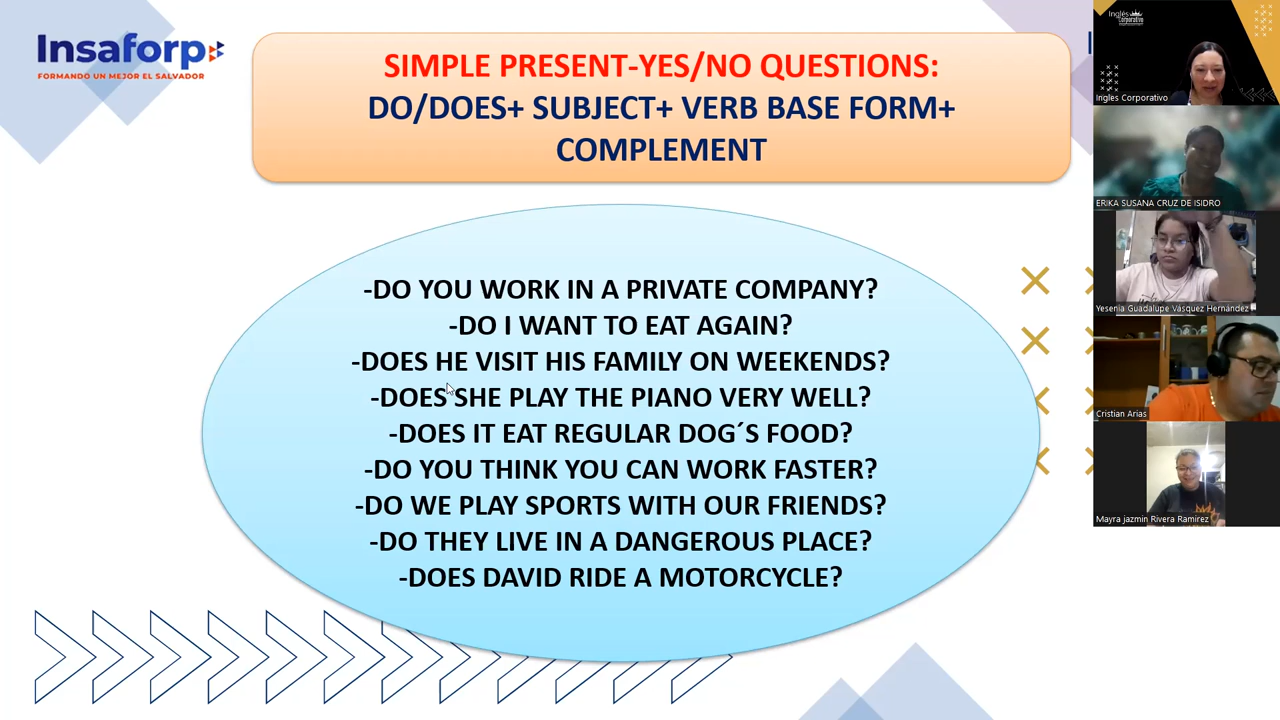 Insaforp
FORMANDO UN MEJOR EL SALVADOR
SIMPLE PRESENT-YES/NO QUESTIONS:
DO/DOES+ SUBJECT+ VERB BASE FORM+
COMPLEMENT
-DO YOU WORK IN A PRIVATE COMPANY?
-DO I WANT TO EAT AGAIN?
-DOES HE VISIT HIS FAMILY ON WEEKENDS?
-DOES SHE PLAY THE PIANO VERY WELL?
-DOES IT EAT REGULAR DOG´S FOOD?
-DO YOU THINK YOU CAN WORK FASTER?
-DO WE PLAY SPORTS WITH OUR FRIENDS?
-DO THEY LIVE IN A DANGEROUS PLACE?
-DOES DAVID RIDE A MOTORCYCLE?
Inglés
Corporativo
Ingles Corporativo
ERIKA SUSANA CRUZ DE ISIDRO
Yesenia Guadalupe Vásquez Hernández
Cristian Arias
Mayra jazmin Rivera Ramirez